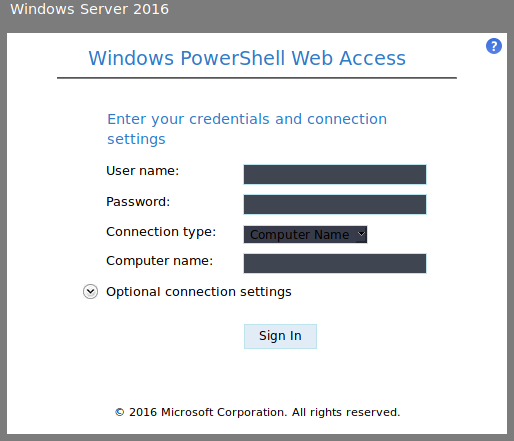 Windows Server 2016
?
Windows PowerShell Web Access
Enter your credentials and connection
settings
User name:
Password:
Connection type: Computer Name
Computer name:
Optional connection settings
Sign In
© 2016 Microsoft Corporation. All rights reserved.